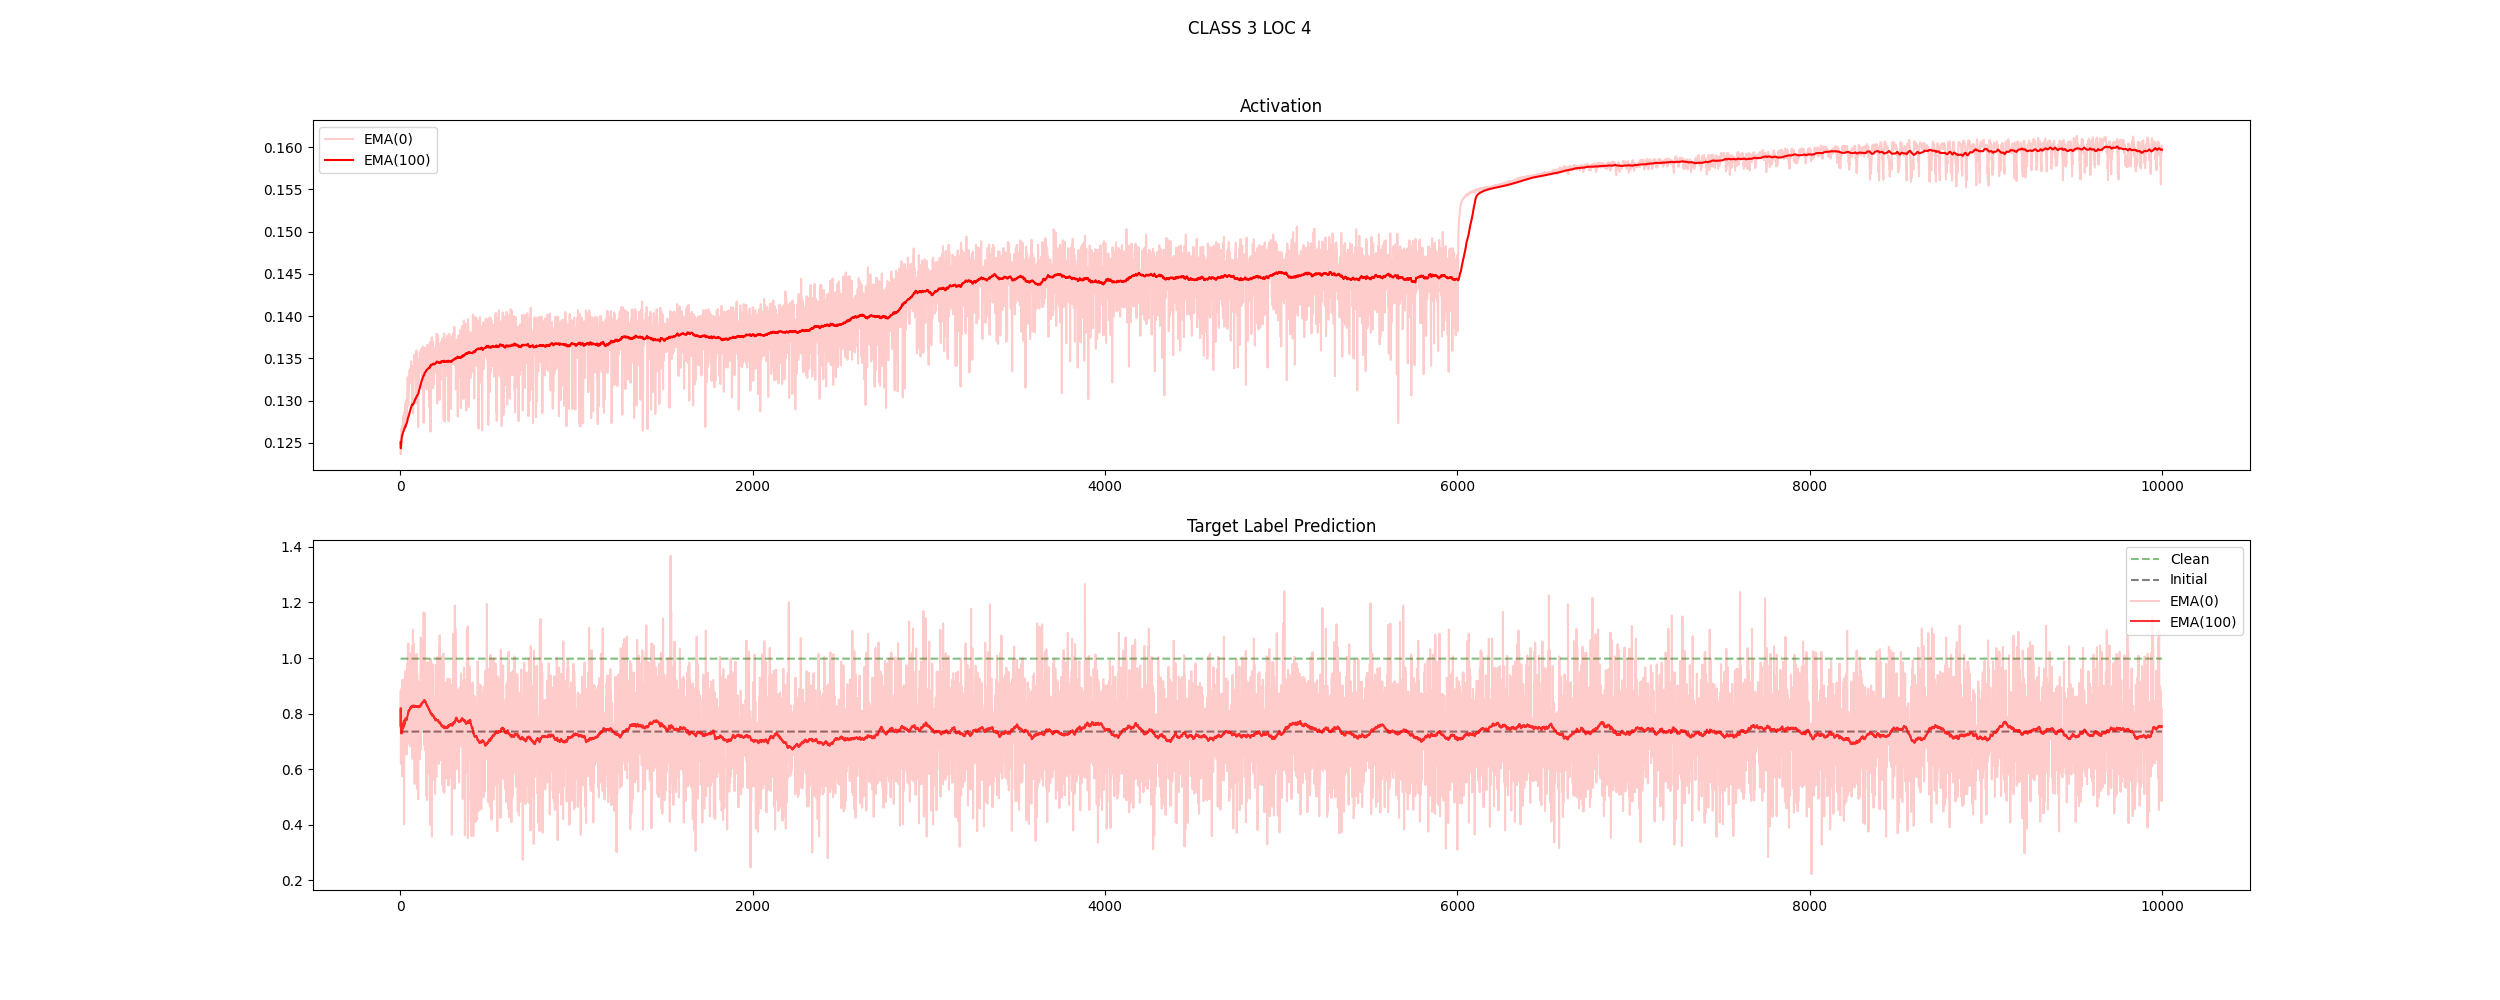 CLASS 3 LOC 4
Activation
EMA(0)
EMA(100)
0.160
0.155
0.150
0.145
0.140
0.135
0.130
0.125
0 2000 4000 6000 8000 10000
Target Label Prediction
Clean
Initial
EMA(0)
EMA(100)
1.4
1.2
1.0
0.8
0.6
0.4
0.2
0 2000 4000 6000 8000 10000